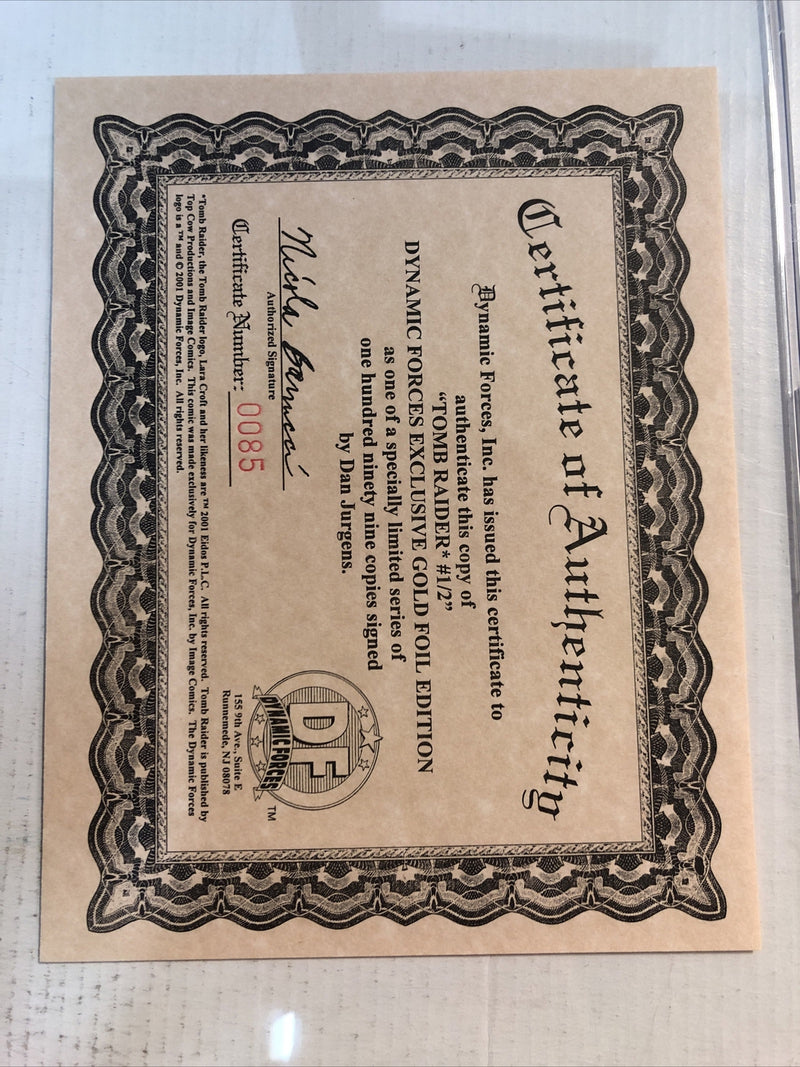 Certificate of Authenticity
Dynamic Forces, Inc. has issued this certificate to
authenticate this copy of
“TOMB RAIDER* #1/2”
DYNAMIC FORCES EXCLUSIVE GOLD FOIL EDITION
as one of a specially limited series of
one hundred ninety nine copies signed
by Dan Jurgens.
Nicola Barrucci
Authorized Signature
Certificate Number: 0085
DF
DYNAMIC FORCES
TM
155 9th Ave., Suite E
Runnemede, NJ 08078
*Tomb Raider, the Tomb Raider logo, Lara Croft and her likeness are ™ 2001 Eidos P.L.C. All rights reserved. Tomb Raider is published by
Top Cow Productions and Image Comics. This comic was made exclusively for Dynamic Forces, Inc. by Image Comics. The Dynamic Forces
logo is a ™ and © 2001 Dynamic Forces, Inc. All rights reserved.